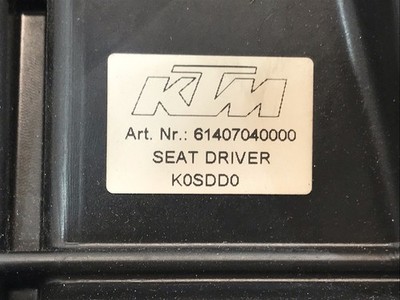 KTM
Art. Nr.: 61407040000
SEAT DRIVER
K0SDD0